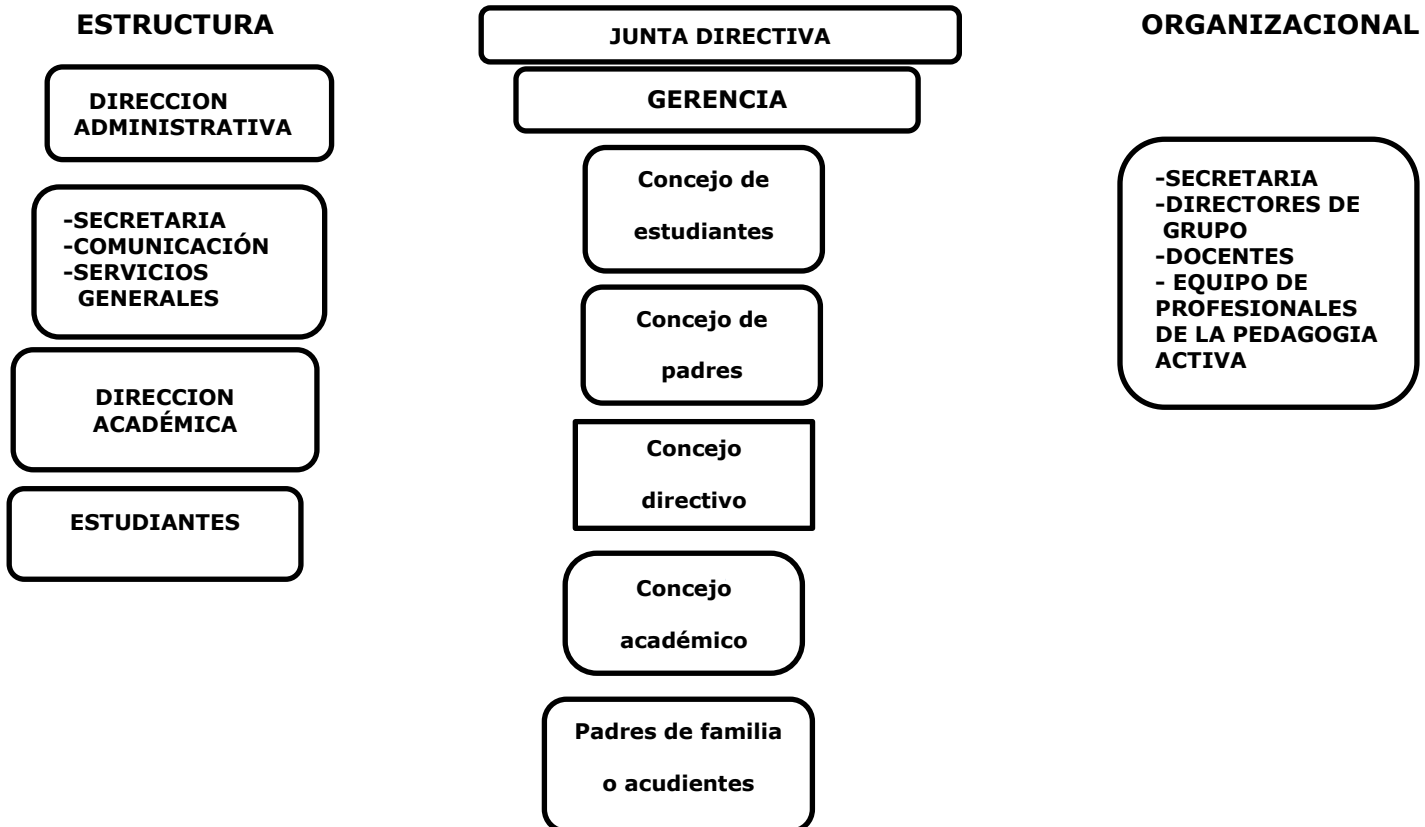 ESTRUCTURA
ORGANIZACIONAL
JUNTA DIRECTIVA
GERENCIA
DIRECCION
ADMINISTRATIVA
-SECRETARIA
-COMUNICACIÓN
-SERVICIOS
GENERALES
DIRECCION
ACADÉMICA
ESTUDIANTES
Concejo de
estudiantes
Concejo de
padres
Concejo
directivo
Concejo
académico
Padres de familia
o acudientes
-SECRETARIA
-DIRECTORES DE
GRUPO
-DOCENTES
- EQUIPO DE
PROFESIONALES
DE LA PEDAGOGIA
ACTIVA